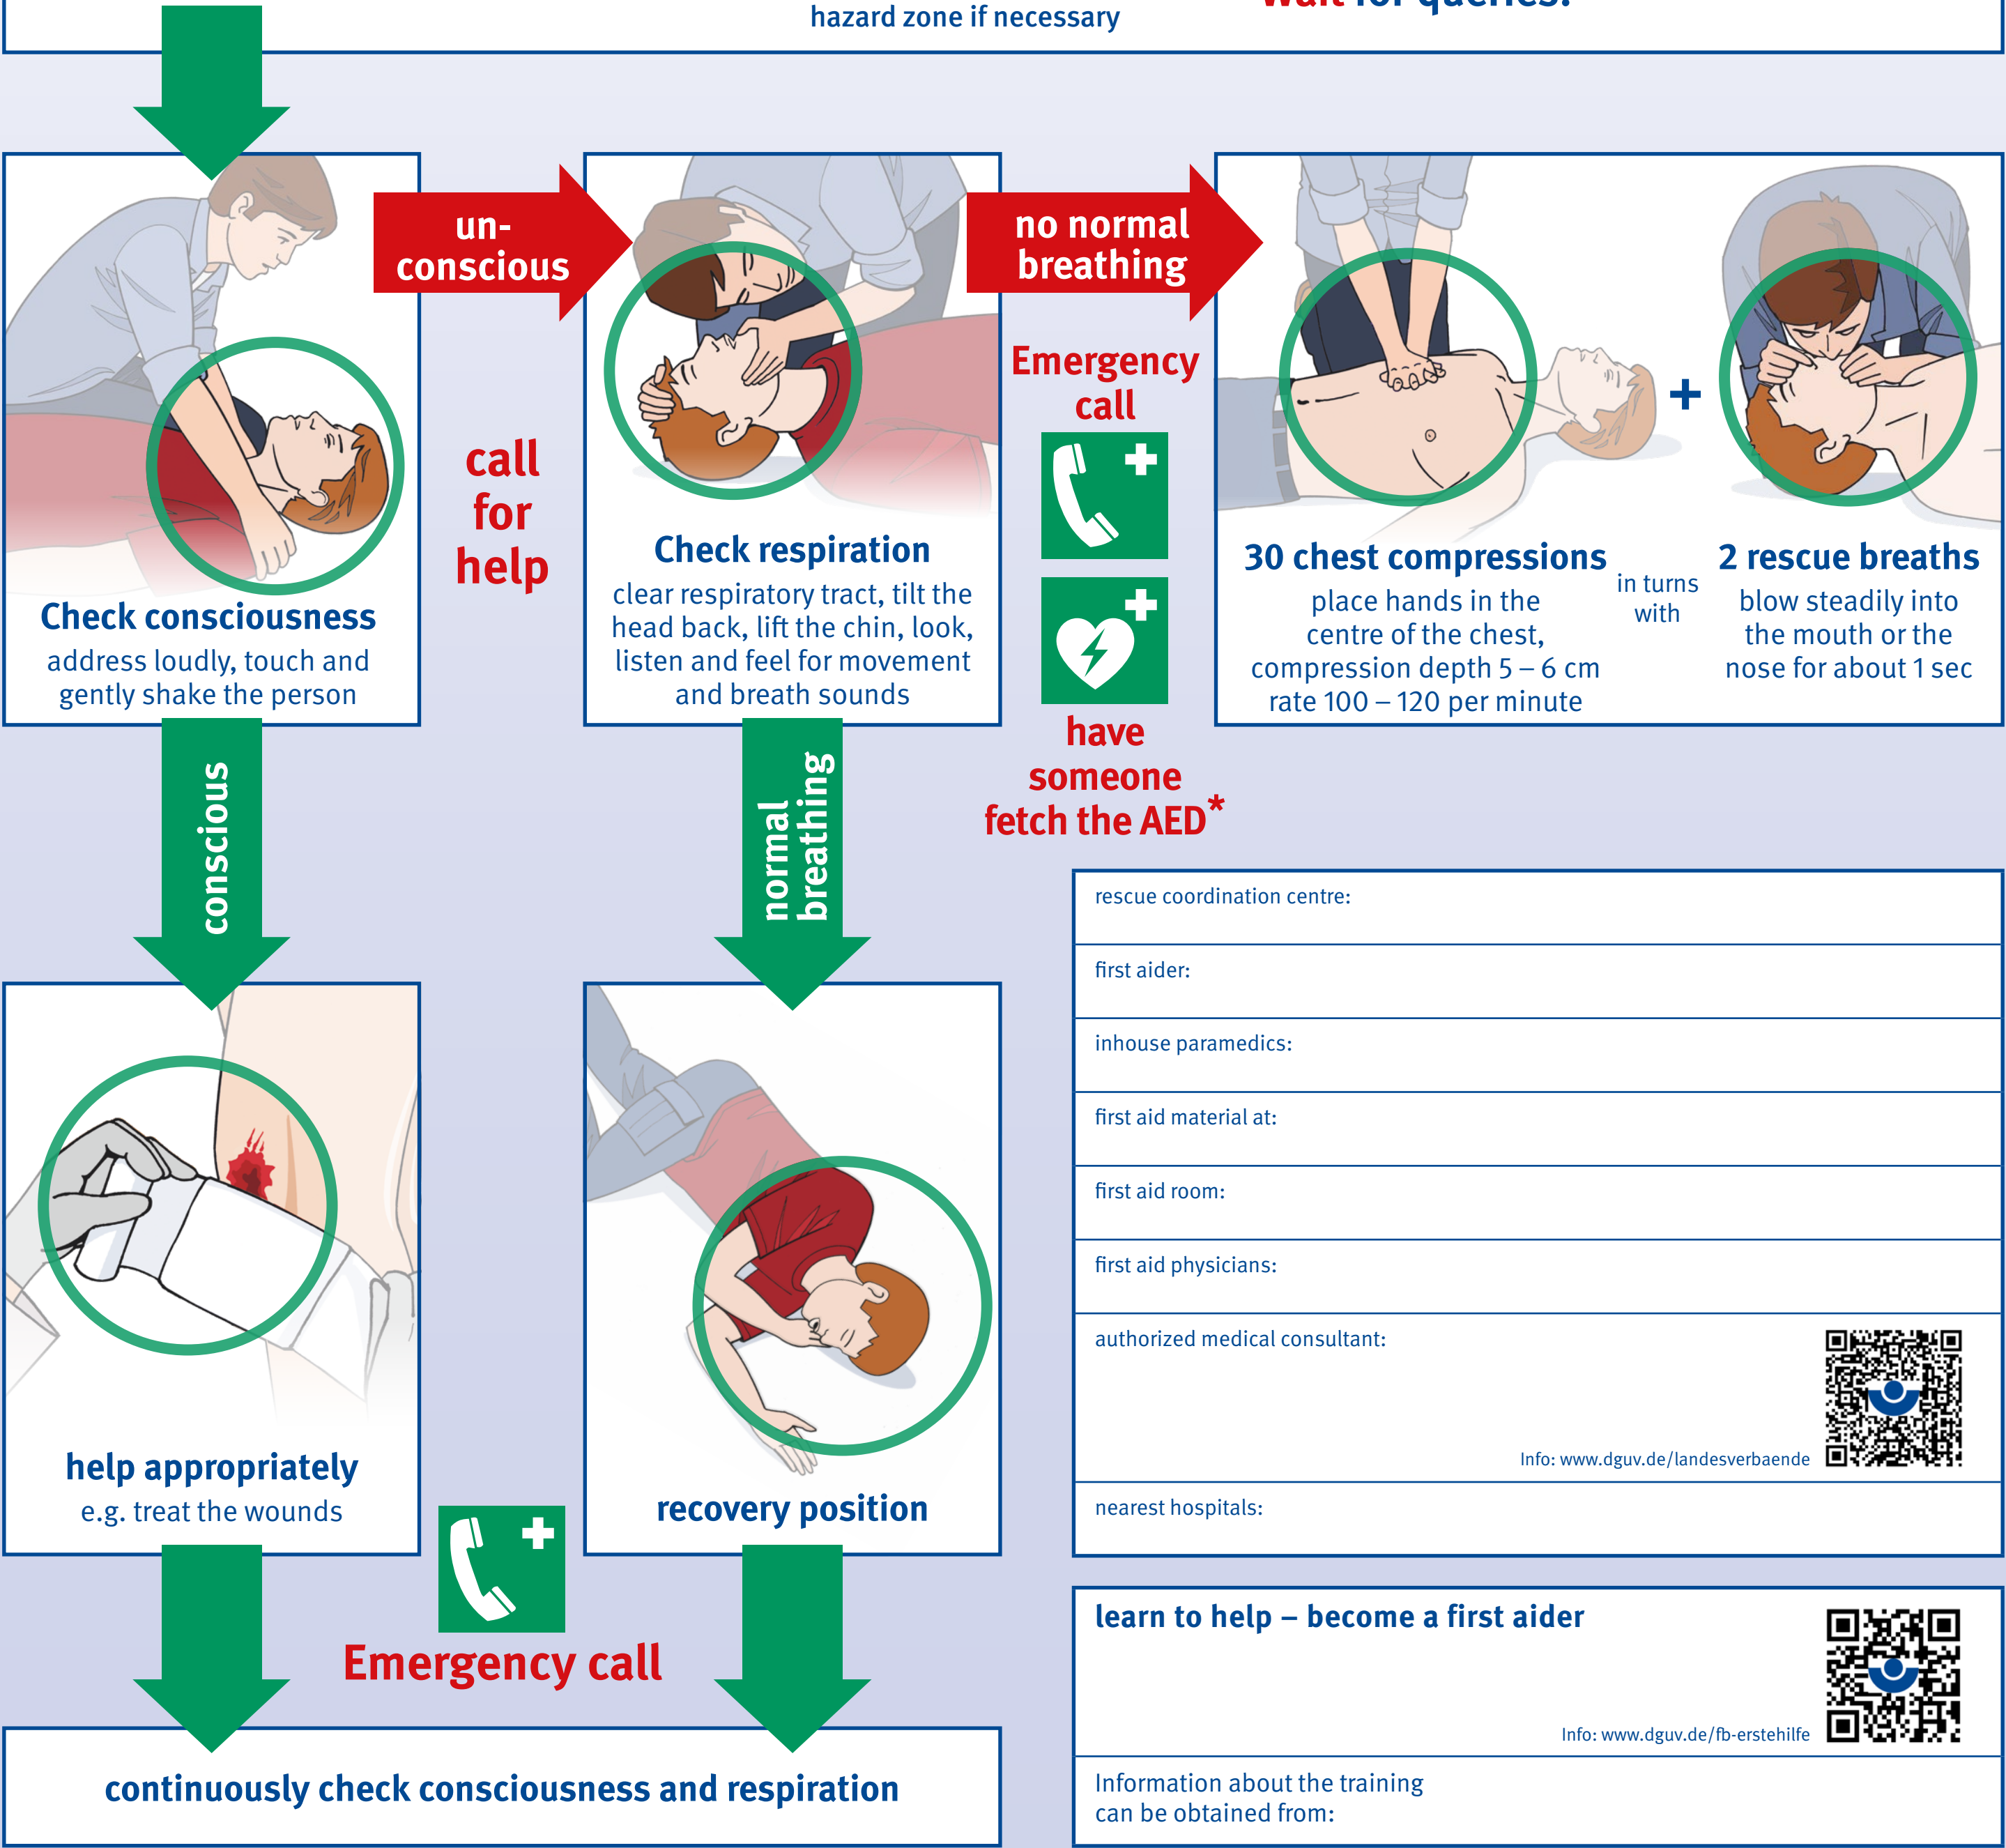 hazard zone if necessary
wait for queries!
un-
conscious
call
for
help
no normal
breathing
Emergency
call
have
someone
fetch the AED*
Check consciousness
address loudly, touch and
gently shake the person
Check respiration
clear respiratory tract, tilt the
head back, lift the chin, look,
listen and feel for movement
and breath sounds
30 chest compressions
place hands in the
centre of the chest,
compression depth 5 – 6 cm
rate 100 – 120 per minute
+
in turns
with
2 rescue breaths
blow steadily into
the mouth or the
nose for about 1 sec
conscious
normal
breathing
help appropriately
e.g. treat the wounds
recovery position
Emergency call
continuously check consciousness and respiration
rescue coordination centre:
first aider:
inhouse paramedics:
first aid material at:
first aid room:
first aid physicians:
authorized medical consultant:
Info: www.dguv.de/landesverbaende
nearest hospitals:
learn to help – become a first aider
Info: www.dguv.de/fb-erstehilfe
Information about the training
can be obtained from: